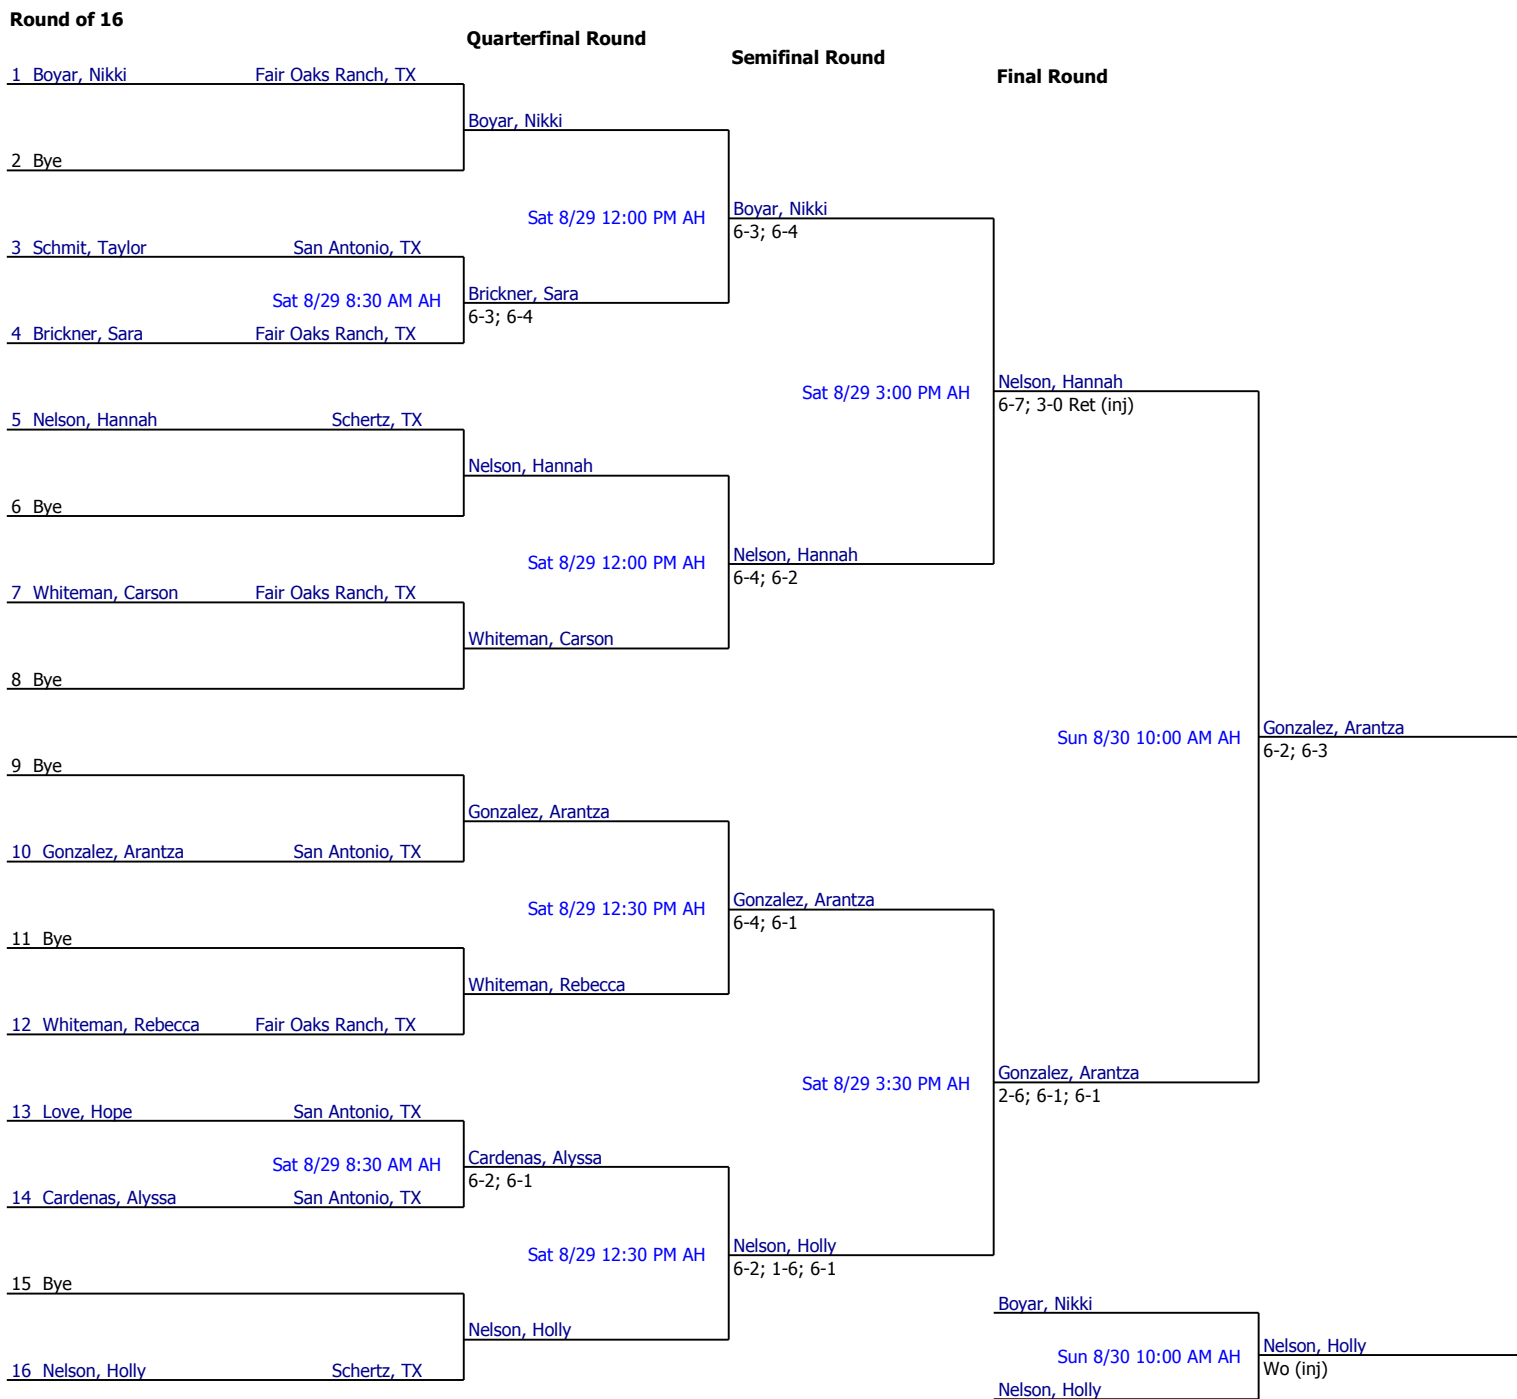 Round of 16
Quarterfinal Round
Semifinal Round
Final Round
1 Boyar, Nikki Fair Oaks Ranch, TX
Boyar, Nikki
2 Bye
Sat 8/29 12:00 PM AH
Boyar, Nikki
6-3; 6-4
3 Schmit, Taylor San Antonio, TX
Sat 8/29 8:30 AM AH
Brickner, Sara
6-3; 6-4
4 Brickner, Sara Fair Oaks Ranch, TX
Sat 8/29 3:00 PM AH
Nelson, Hannah
6-7; 3-0 Ret (inj)
5 Nelson, Hannah Schertz, TX
Nelson, Hannah
6 Bye
Sat 8/29 12:00 PM AH
Nelson, Hannah
6-4; 6-2
7 Whiteman, Carson Fair Oaks Ranch, TX
Whiteman, Carson
8 Bye
Sun 8/30 10:00 AM AH
Gonzalez, Arantza
6-2; 6-3
9 Bye
Gonzalez, Arantza
10 Gonzalez, Arantza San Antonio, TX
Sat 8/29 12:30 PM AH
Gonzalez, Arantza
6-4; 6-1
11 Bye
Whiteman, Rebecca
12 Whiteman, Rebecca Fair Oaks Ranch, TX
Sat 8/29 3:30 PM AH
Gonzalez, Arantza
2-6; 6-1; 6-1
13 Love, Hope San Antonio, TX
Sat 8/29 8:30 AM AH
Cardenas, Alyssa
6-2; 6-1
14 Cardenas, Alyssa San Antonio, TX
Sat 8/29 12:30 PM AH
Nelson, Holly
6-2; 1-6; 6-1
15 Bye
Nelson, Holly
16 Nelson, Holly Schertz, TX
Boyar, Nikki
Sun 8/30 10:00 AM AH
Nelson, Holly
Wo (inj)
Nelson, Holly